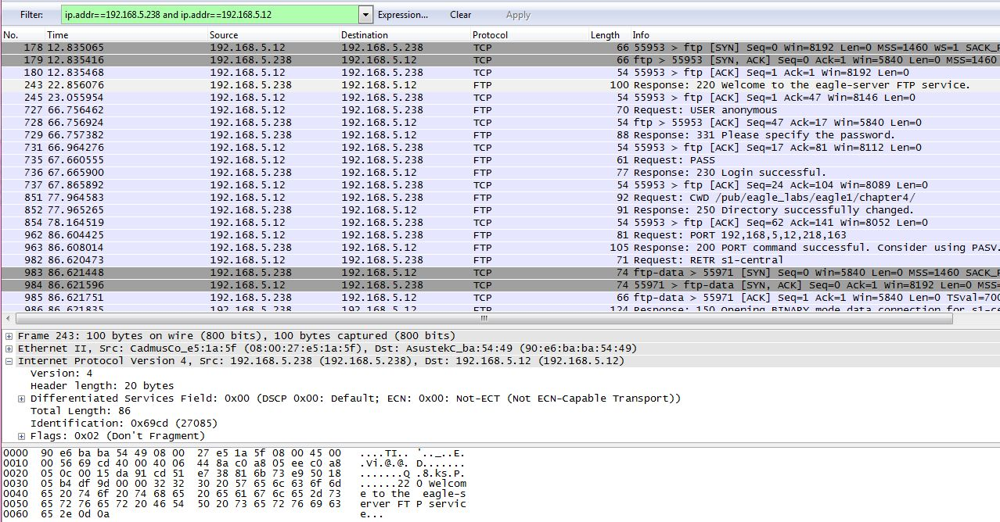 Filter: ip.addr==192.168.5.238 and ip.addr==192.168.5.12 Expression... Clear Apply
No. Time Source Destination Protocol Length Info
178 12.835065 192.168.5.12 192.168.5.238 TCP 66 55953 > ftp [SYN] Seq=0 Win=8192 Len=0 MSS=1460 WS=1 SACK_P
179 12.835416 192.168.5.238 192.168.5.12 TCP 66 ftp > 55953 [SYN, ACK] Seq=0 Ack=1 Win=5840 Len=0 MSS=1460
180 12.835468 192.168.5.12 192.168.5.238 TCP 54 55953 > ftp [ACK] Seq=1 Ack=1 Win=8192 Len=0
243 22.856076 192.168.5.238 192.168.5.12 FTP 100 Response: 220 Welcome to the eagle-server FTP service.
245 23.055954 192.168.5.12 192.168.5.238 TCP 54 55953 > ftp [ACK] Seq=1 Ack=47 Win=8146 Len=0
727 66.756462 192.168.5.12 192.168.5.238 FTP 70 Request: USER anonymous
728 66.756924 192.168.5.238 192.168.5.12 TCP 54 ftp > 55953 [ACK] Seq=47 Ack=17 Win=5840 Len=0
729 66.757382 192.168.5.238 192.168.5.12 FTP 88 Response: 331 Please specify the password.
731 66.964276 192.168.5.12 192.168.5.238 TCP 54 55953 > ftp [ACK] Seq=17 Ack=81 Win=8112 Len=0
735 67.660555 192.168.5.12 192.168.5.238 FTP 61 Request: PASS
736 67.665900 192.168.5.238 192.168.5.12 FTP 77 Response: 230 Login successful.
737 67.865892 192.168.5.12 192.168.5.238 TCP 54 55953 > ftp [ACK] Seq=24 Ack=104 Win=8089 Len=0
851 77.964583 192.168.5.12 192.168.5.238 FTP 92 Request: CWD /pub/eagle_labs/eagle1/chapter4/
852 77.965265 192.168.5.238 192.168.5.12 FTP 91 Response: 250 Directory successfully changed.
854 78.164519 192.168.5.12 192.168.5.238 TCP 54 55953 > ftp [ACK] Seq=62 Ack=141 Win=8052 Len=0
962 86.604425 192.168.5.12 192.168.5.238 FTP 81 Request: PORT 192,168,5,12,218,163
963 86.608014 192.168.5.238 192.168.5.12 FTP 105 Response: 200 PORT command successful. Consider using PASV.
982 86.620473 192.168.5.12 192.168.5.238 FTP 71 Request: RETR s1-central
983 86.621448 192.168.5.238 192.168.5.12 TCP 74 ftp-data > 55971 [SYN] Seq=0 Win=5840 Len=0 MSS=1460 SACK_P
984 86.621596 192.168.5.12 192.168.5.238 TCP 74 55971 > ftp-data [SYN, ACK] Seq=0 Ack=1 Win=8192 Len=0 MSS=
985 86.621751 192.168.5.238 192.168.5.12 TCP 66 ftp-data > 55971 [ACK] Seq=1 Ack=1 Win=5840 Len=0 TSval=700
986 86.621835 192.168.5.238 192.168.5.12 FTP 124 Response: 150 Opening BINARY mode data connection for s1-ce
Frame 243: 100 bytes on wire (800 bits), 100 bytes captured (800 bits)
Ethernet II, Src: CadmusCo_e5:1a:5f (08:00:27:e5:1a:5f), Dst: AsustekC_ba:54:49 (90:e6:ba:ba:54:49)
Internet Protocol Version 4, Src: 192.168.5.238 (192.168.5.238), Dst: 192.168.5.12 (192.168.5.12)
Version: 4
Header length: 20 bytes
Differentiated Services Field: 0x00 (DSCP 0x00: Default; ECN: 0x00: Not-ECT (Not ECN-Capable Transport))
Total Length: 86
Identification: 0x69cd (27085)
Flags: 0x02 (Don't Fragment)
0000 90 e6 ba ba 54 49 08 00 27 e5 1a 5f 08 00 45 00 ....TI.. '.._..E.
0010 00 56 69 cd 40 00 40 06 44 8a c0 a8 05 ee c0 a8 .Vi.@.@. D.......
0020 05 0c 00 15 da 91 cd 51 e7 38 81 6b 73 e9 50 18 .......Q .8.ks.P.
0030 05 b4 df 9d 00 00 32 32 30 20 57 65 6c 63 6f 6d ......22 0 Welcom
0040 65 20 74 6f 20 74 68 65 20 65 61 67 6c 65 2d 73 e to the eagle-s
0050 65 72 76 65 72 20 46 54 50 20 73 65 72 76 69 63 erver FT P servic
0060 65 2e 0d 0a e...